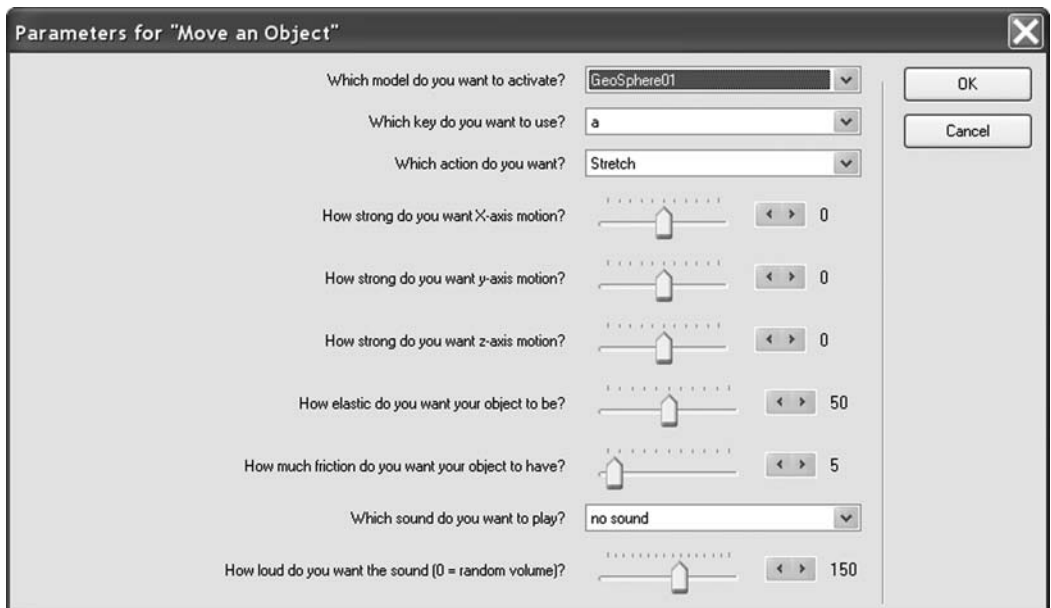 Parameters for "Move an Object"
Which model do you want to activate? GeoSphere01 OK
Which key do you want to use? a Cancel
Which action do you want? Stretch
How strong do you want X-axis motion? 0
How strong do you want y-axis motion? 0
How strong do you want z-axis motion? 0
How elastic do you want your object to be? 50
How much friction do you want your object to have? 5
Which sound do you want to play? no sound
How loud do you want the sound (0 = random volume)? 150